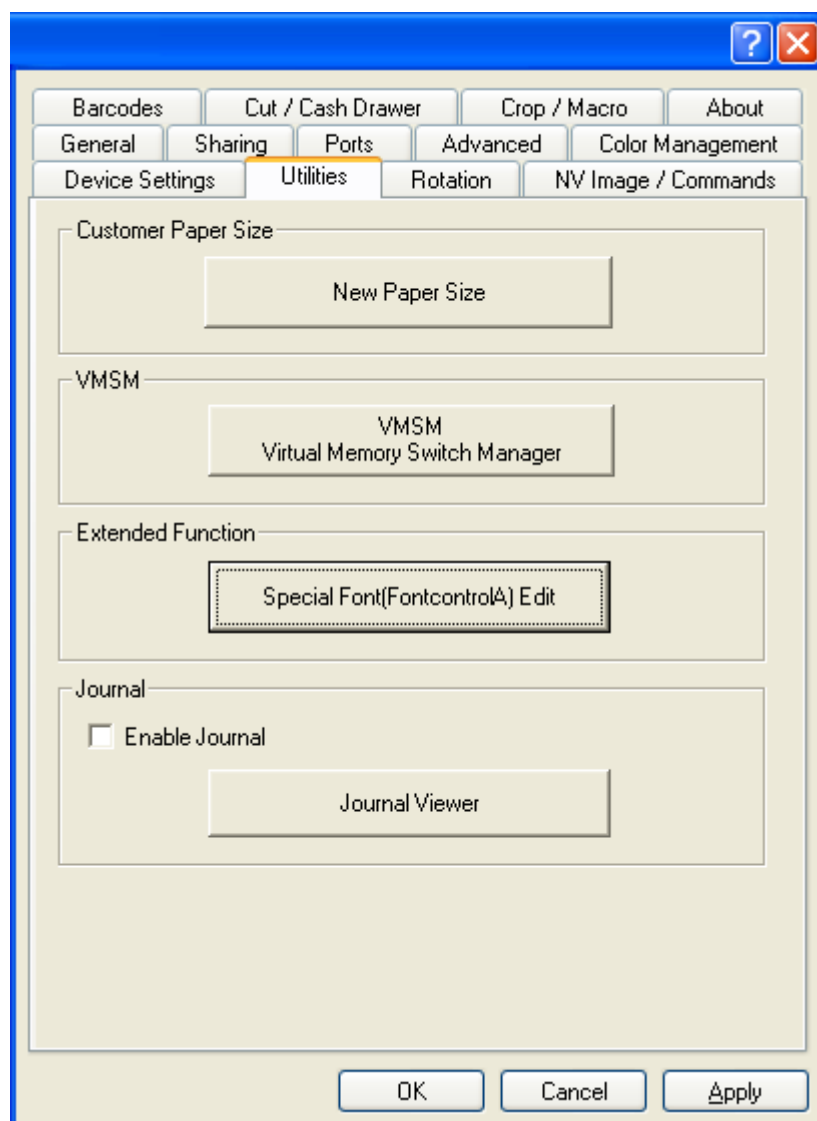 ?
Barcodes Cut / Cash Drawer Crop / Macro About
General Sharing Ports Advanced Color Management
Device Settings Utilities Rotation NV Image / Commands
Customer Paper Size
New Paper Size
VMSM
VMSM
Virtual Memory Switch Manager
Extended Function
Special Font(FontcontrolA) Edit
Journal
Enable Journal
Journal Viewer
OK Cancel Apply